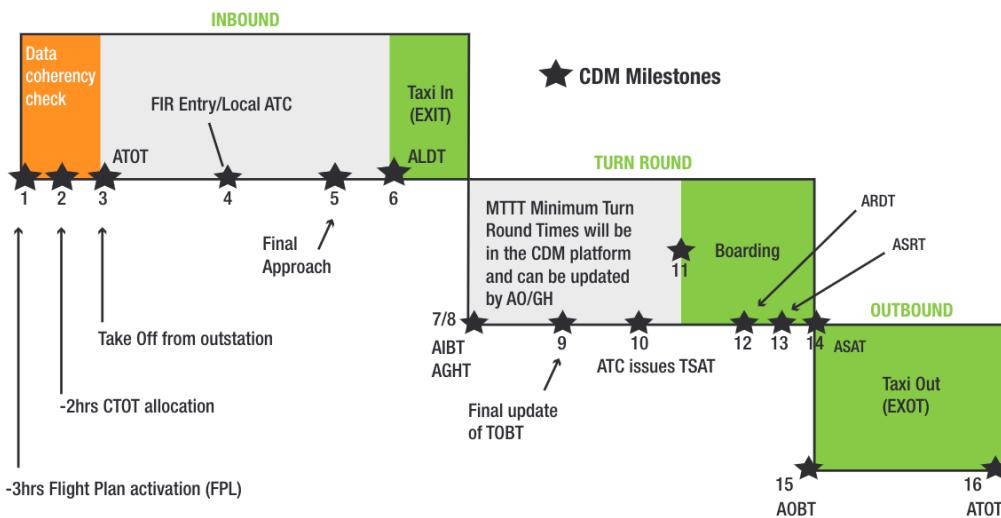 INBOUND
Data
coherency
check
FIR Entry/Local ATC
Taxi In
(EXIT)
CDM Milestones
ATOT
ALDT
1
2
3
4
5
6
TURN ROUND
MTTT Minimum Turn
Round Times will be
in the CDM platform
and can be updated
by AO/GH
Boarding
11
ARDT
ASRT
Final
Approach
OUTBOUND
7/8
9
10
12
13
14
AIBT
AGHT
ATC issues TSAT
ASAT
Take Off from outstation
Final update
of TOBT
-2hrs CTOT allocation
Taxi Out
(EXOT)
-3hrs Flight Plan activation (FPL)
15
16
AOBT
ATOT